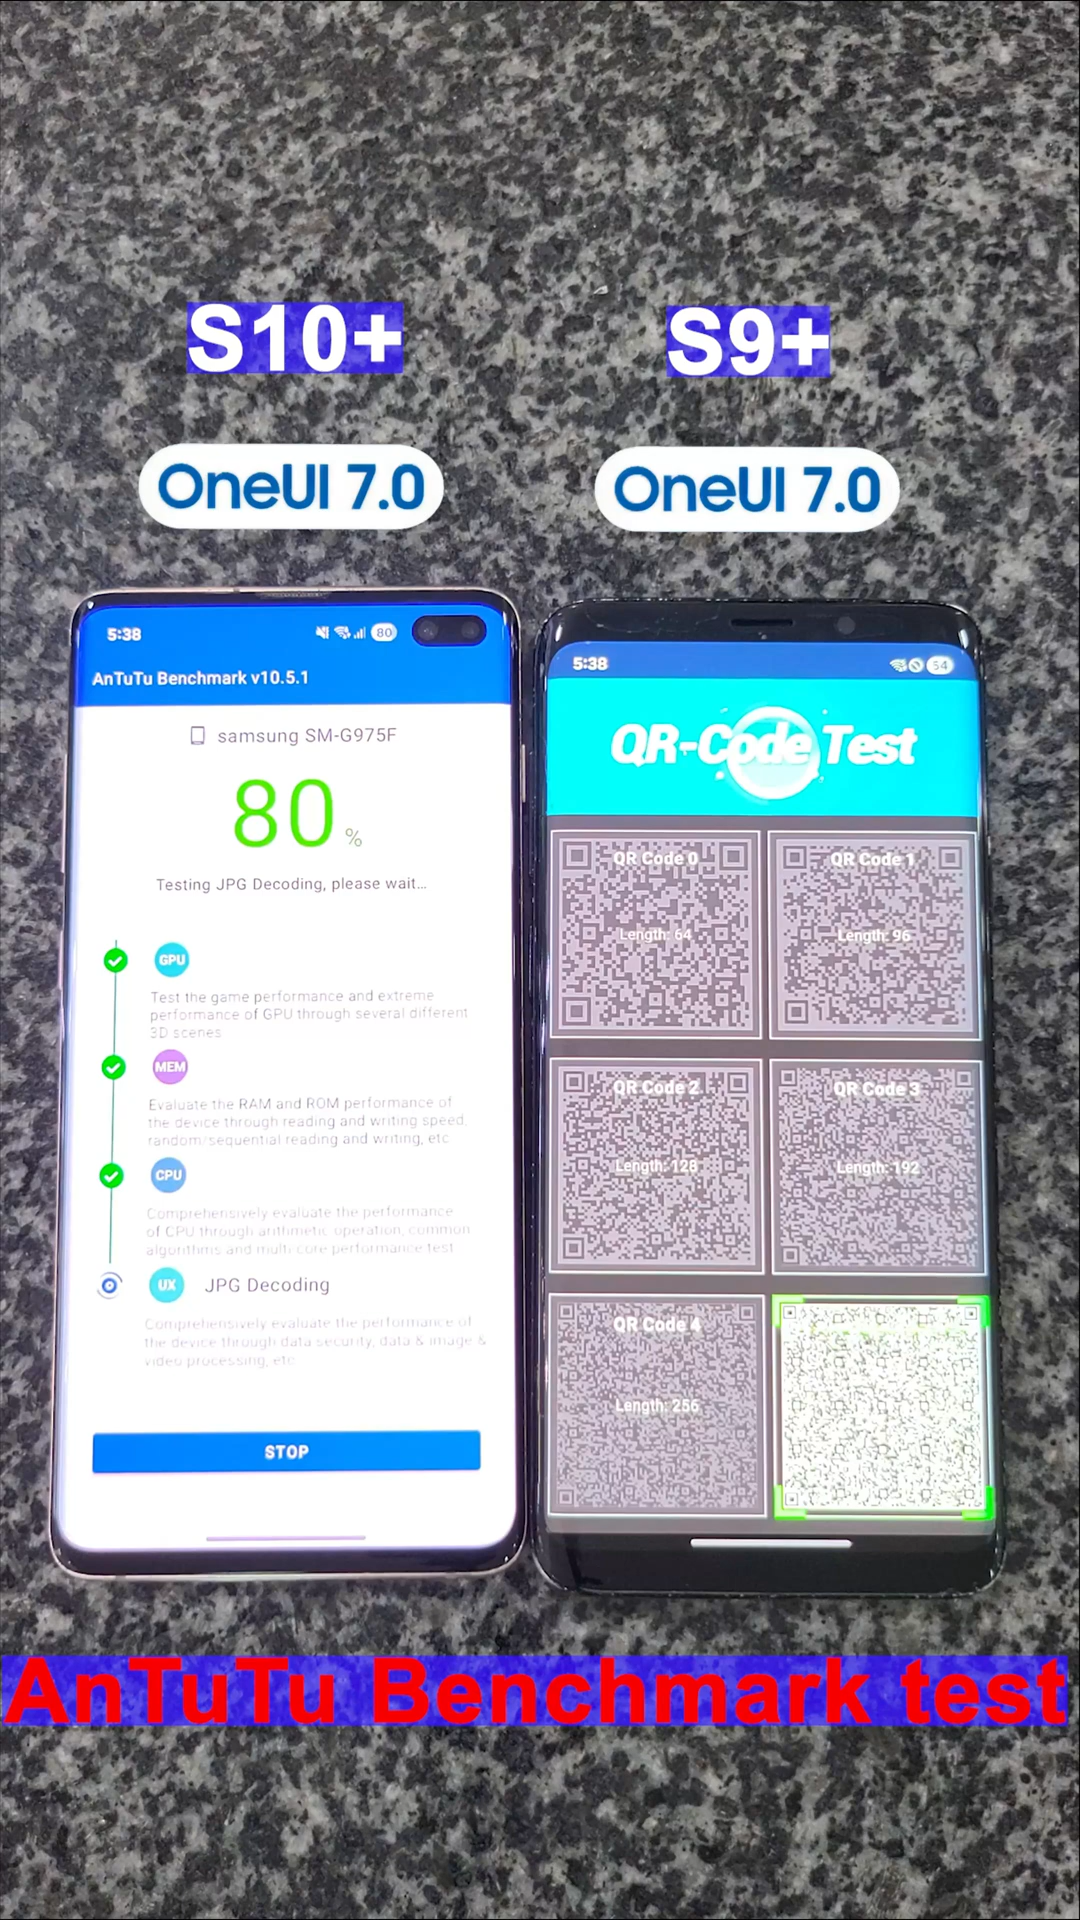 S10+
S9+
OneUI 7.0
OneUI 7.0
5:38
80
AnTuTu Benchmark v10.5.1
samsung SM-G975F
80 %
Testing JPG Decoding, please wait...
GPU
Test the game performance and extreme
performance of GPU through several different
3D scenes
MEM
Evaluate the RAM and ROM performance of
the device through reading and writing speed,
random/sequential reading and writing, etc
CPU
Comprehensively evaluate the performance
of CPU through arithmetic operation, common
algorithms and multi-core performance test
UX JPG Decoding
Comprehensively evaluate the performance of
the device through data security, data & image &
video processing, etc
STOP
5:38
54
QR-Code Test
QR Code 0
Length: 64
QR Code 1
Length: 96
QR Code 2
Length: 128
QR Code 3
Length: 192
QR Code 4
Length: 256
AnTuTu Benchmark test